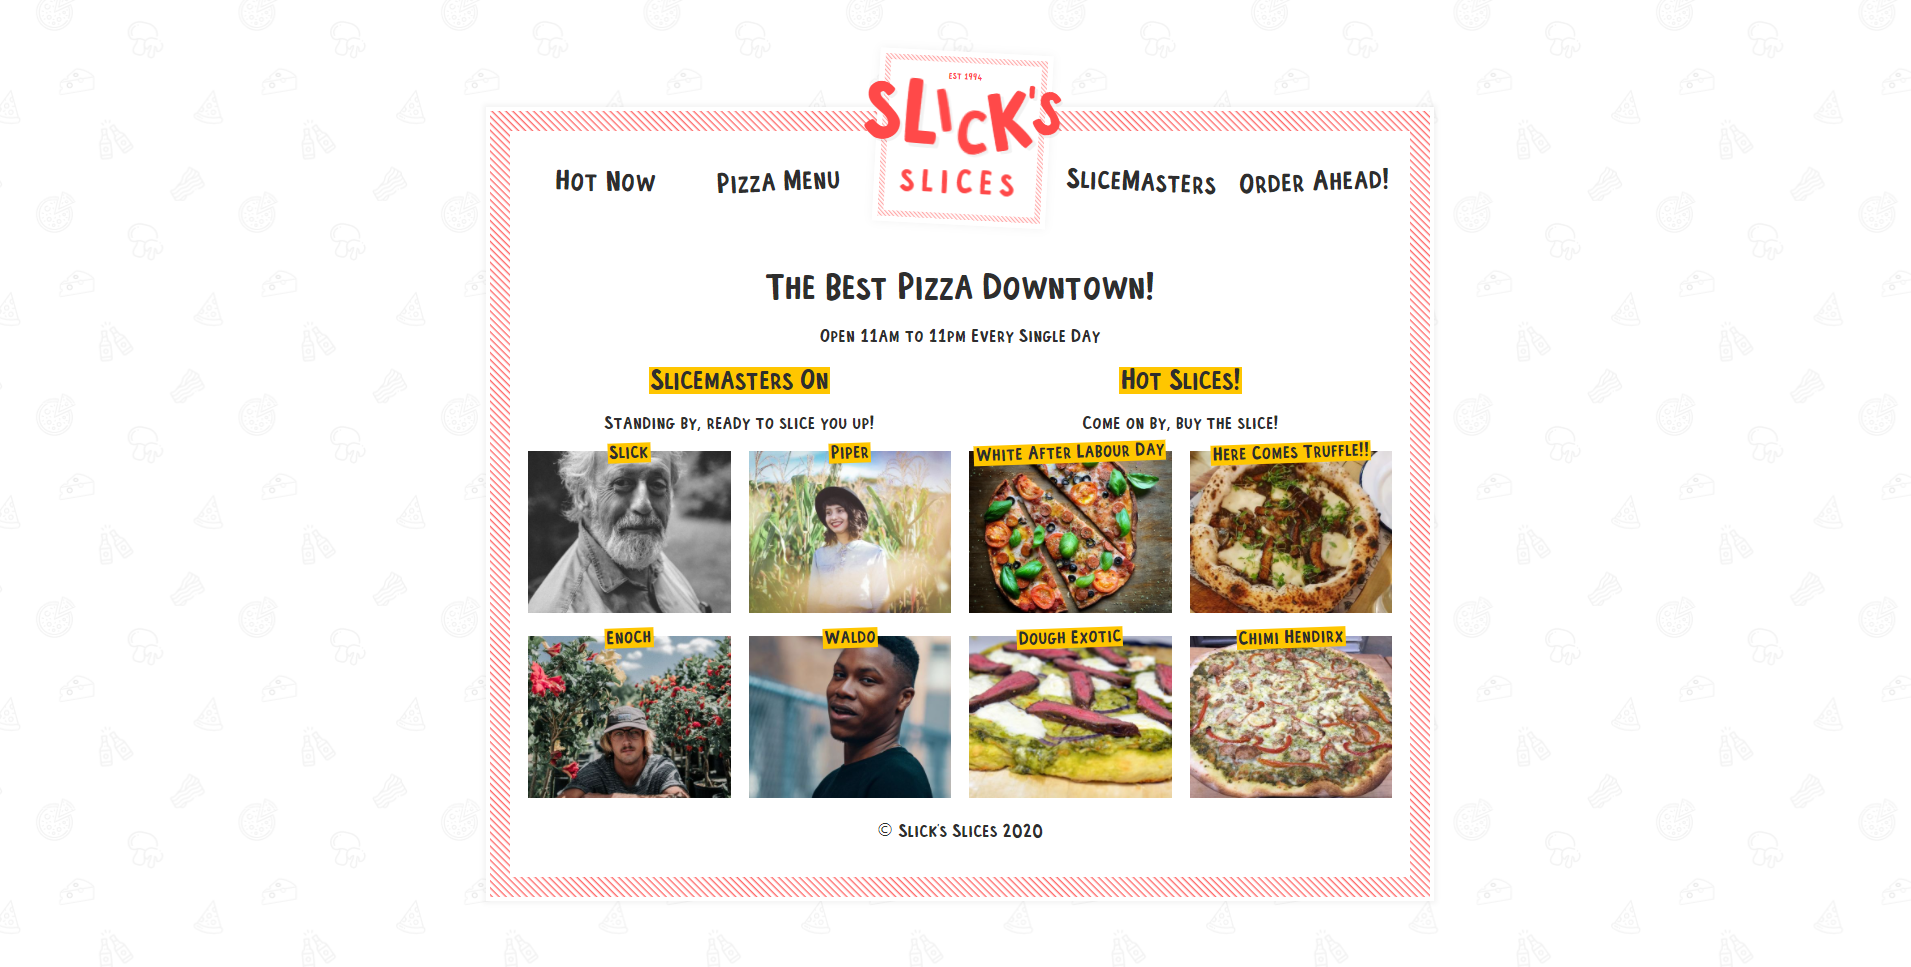 EST 1994
SLICK'S
SLICES
Hot Now
Pizza Menu
SliceMasters
Order Ahead!
The Best Pizza Downtown!
Open 11am to 11pm Every Single Day
Slicemasters On
Standing by, ready to slice you up!
Slick
Piper
Enoch
Waldo
Hot Slices!
Come on by, buy the slice!
White After Labour Day
Here Comes Truffle!!
Dough Exotic
Chimi Hendirx
© Slick's Slices 2020